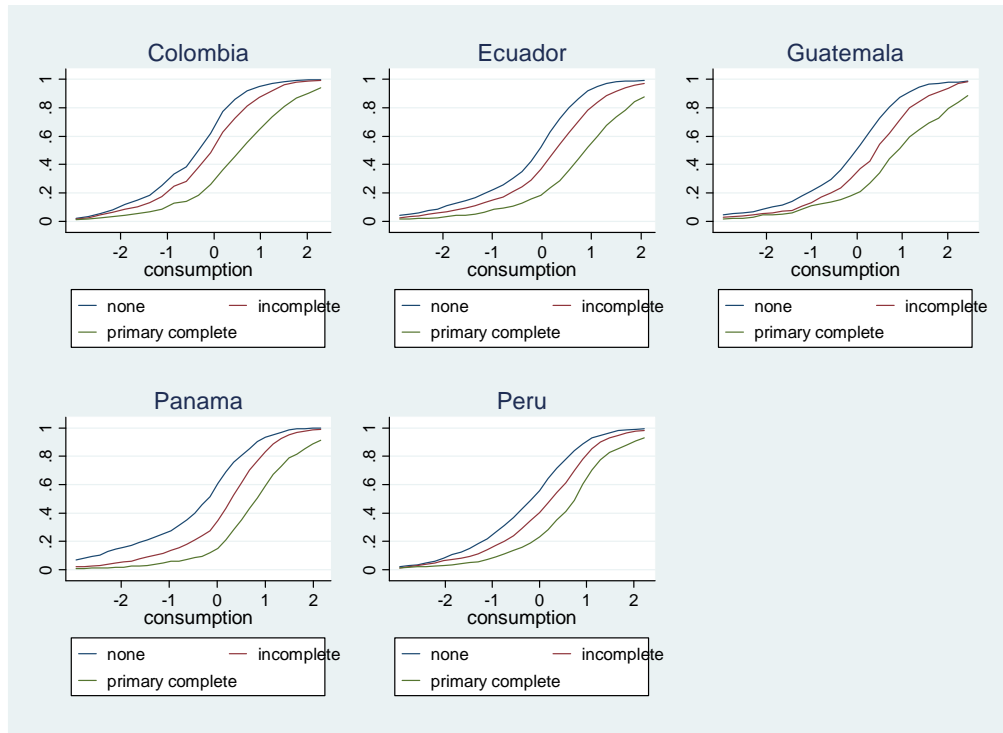 Colombia
1
.8
.6
.4
.2
0
-2 -1 0 1 2
consumption
none incomplete
primary complete
Ecuador
1
.8
.6
.4
.2
0
-2 -1 0 1 2
consumption
none incomplete
primary complete
Guatemala
1
.8
.6
.4
.2
0
-2 -1 0 1 2
consumption
none incomplete
primary complete
Panama
1
.8
.6
.4
.2
0
-2 -1 0 1 2
consumption
none incomplete
primary complete
Peru
1
.8
.6
.4
.2
0
-2 -1 0 1 2
consumption
none incomplete
primary complete